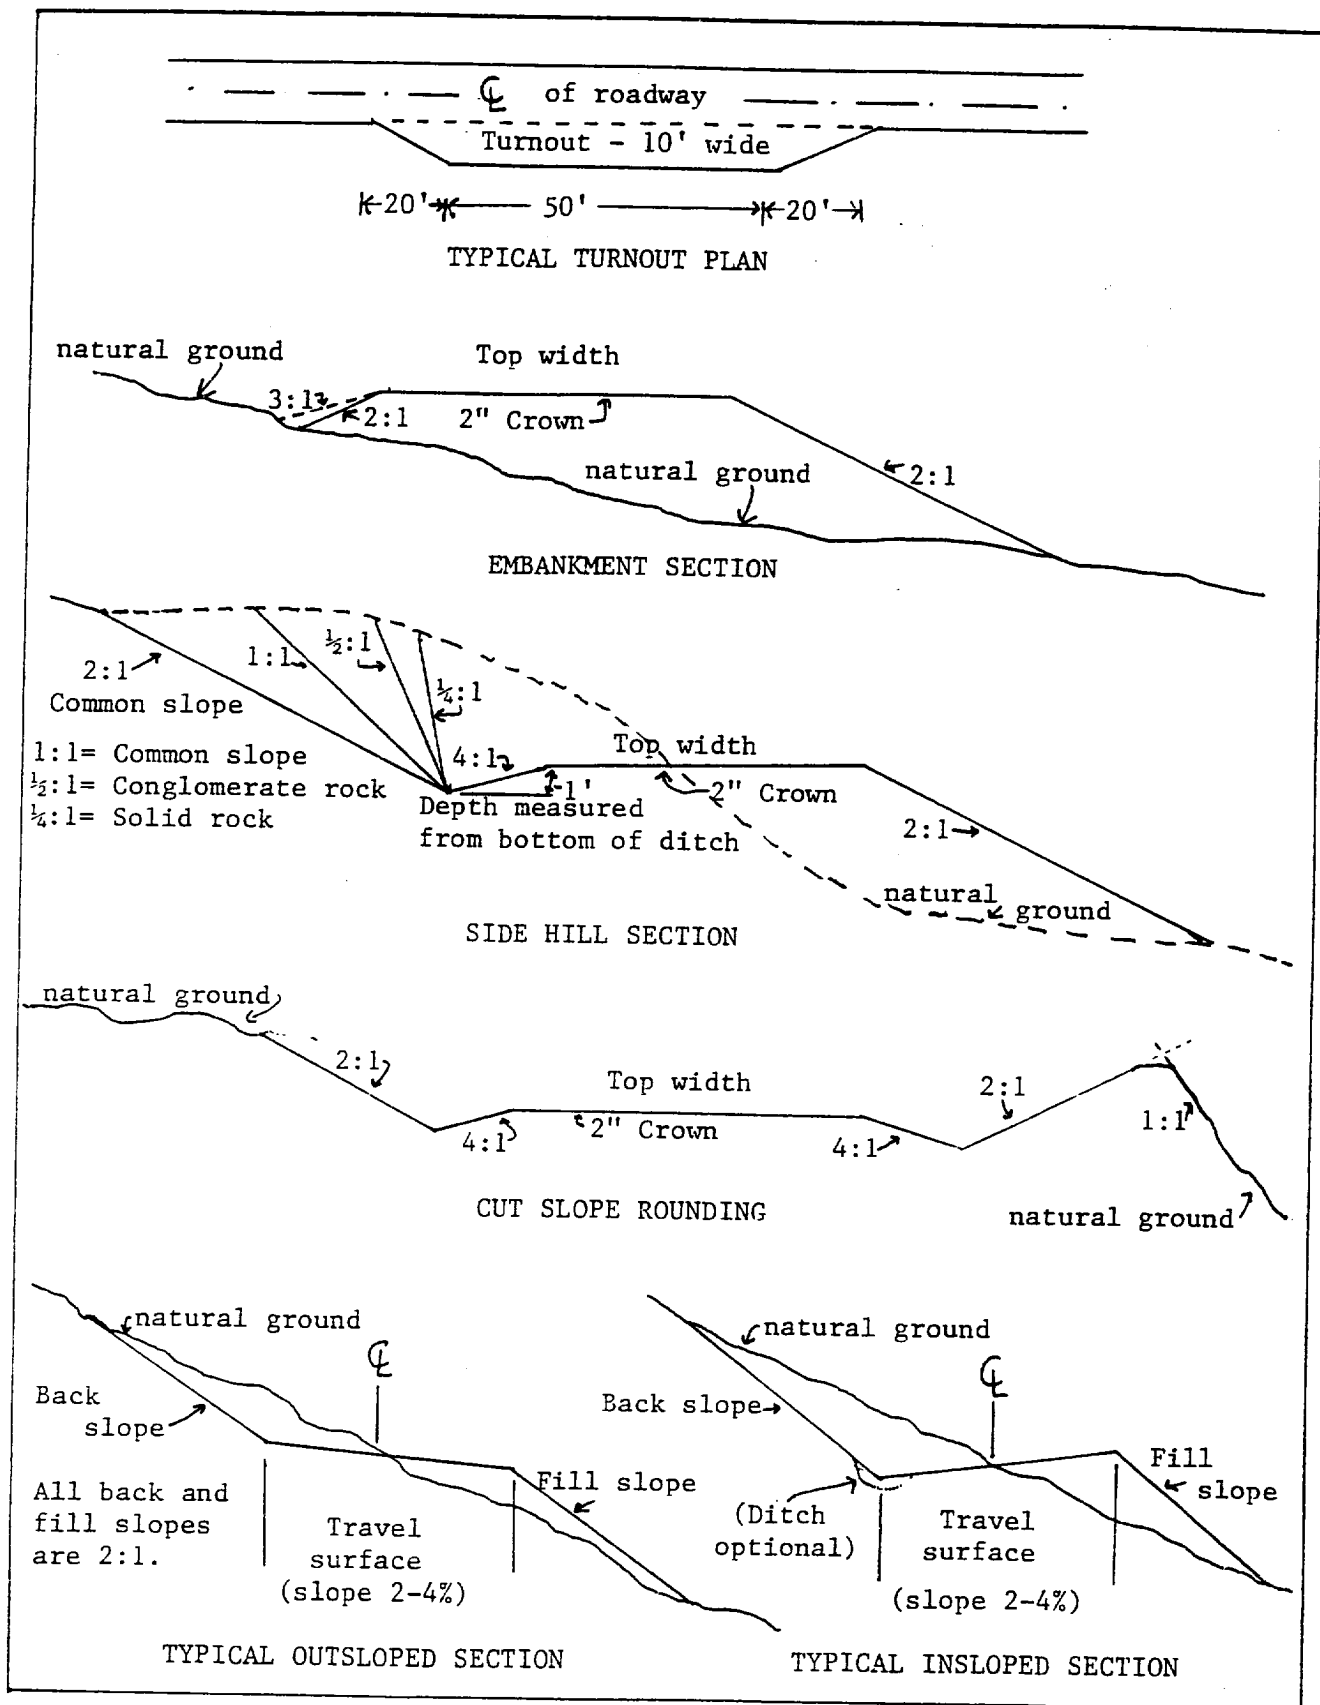 ℄ of roadway
Turnout - 10' wide
20' 50' 20'
TYPICAL TURNOUT PLAN
natural ground
Top width
3:1
2:1
2" Crown
natural ground
2:1
EMBANKMENT SECTION
2:1
Common slope
1:1
½:1
¼:1
1:1= Common slope
½:1= Conglomerate rock
¼:1= Solid rock
4:1
Top width
1'
2" Crown
Depth measured
from bottom of ditch
2:1
natural
ground
SIDE HILL SECTION
natural ground
2:1
Top width
2:1
4:1
2" Crown
4:1
1:1
CUT SLOPE ROUNDING
natural ground
natural ground
℄
Back
slope
Fill slope
All back and
fill slopes
are 2:1.
Travel
surface
(slope 2-4%)
TYPICAL OUTSLOPED SECTION
natural ground
℄
Back slope
Fill
slope
(Ditch
optional)
Travel
surface
(slope 2-4%)
TYPICAL INSLOPED SECTION